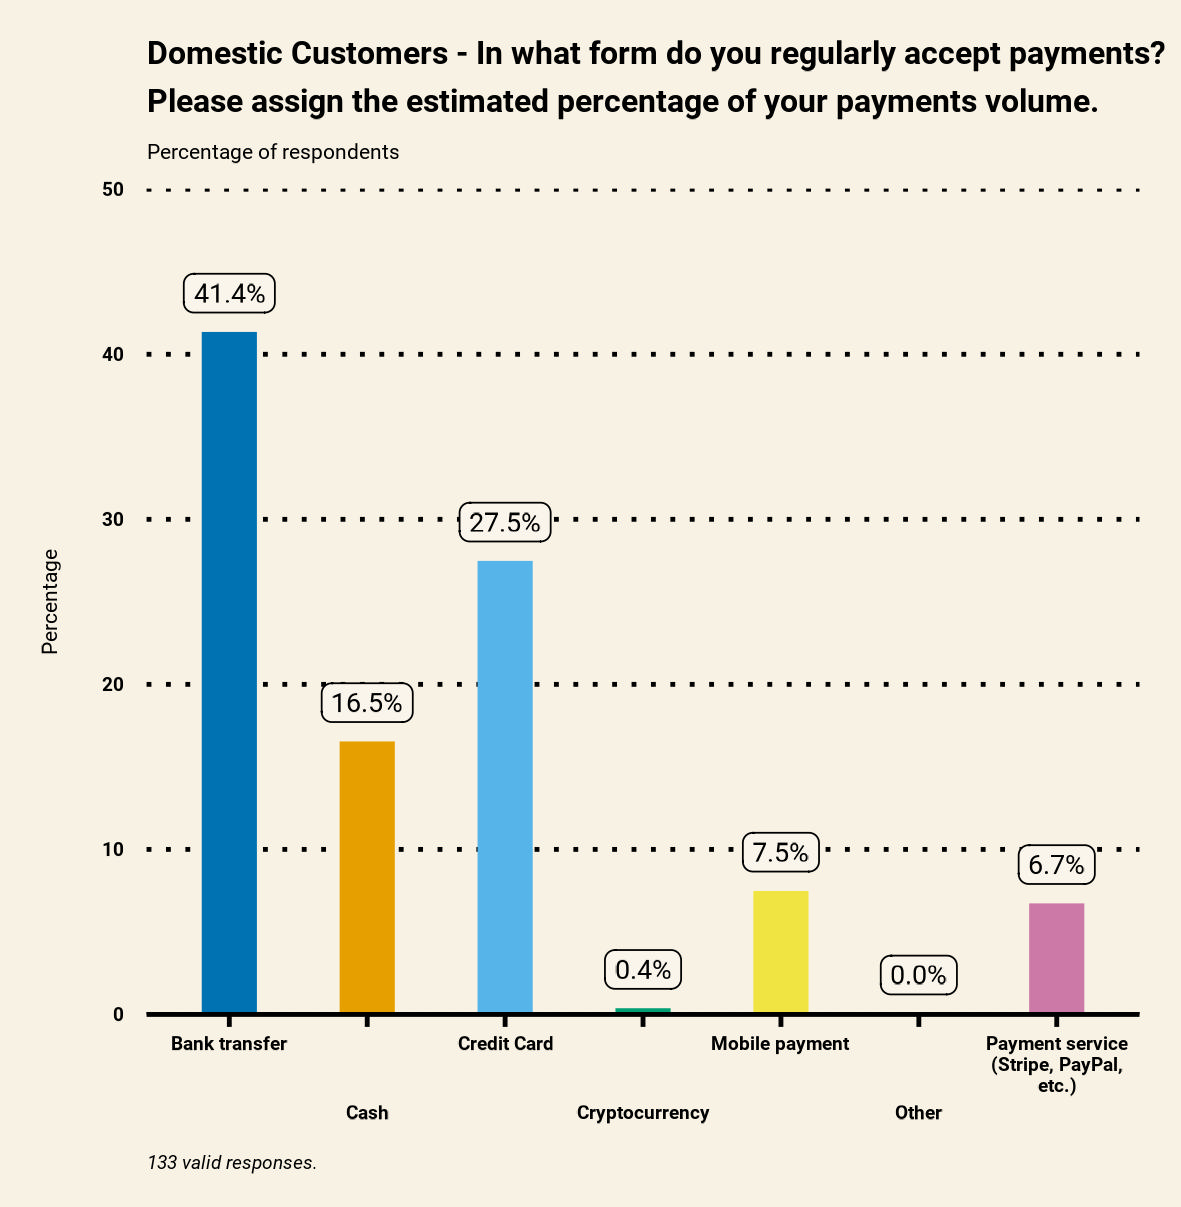 Domestic Customers - In what form do you regularly accept payments?
Please assign the estimated percentage of your payments volume.
Percentage of respondents
50
40
30
20
10
0
Percentage
41.4%
16.5%
27.5%
0.4%
7.5%
0.0%
6.7%
Bank transfer
Cash
Credit Card
Cryptocurrency
Mobile payment
Other
Payment service
(Stripe, PayPal,
etc.)
133 valid responses.